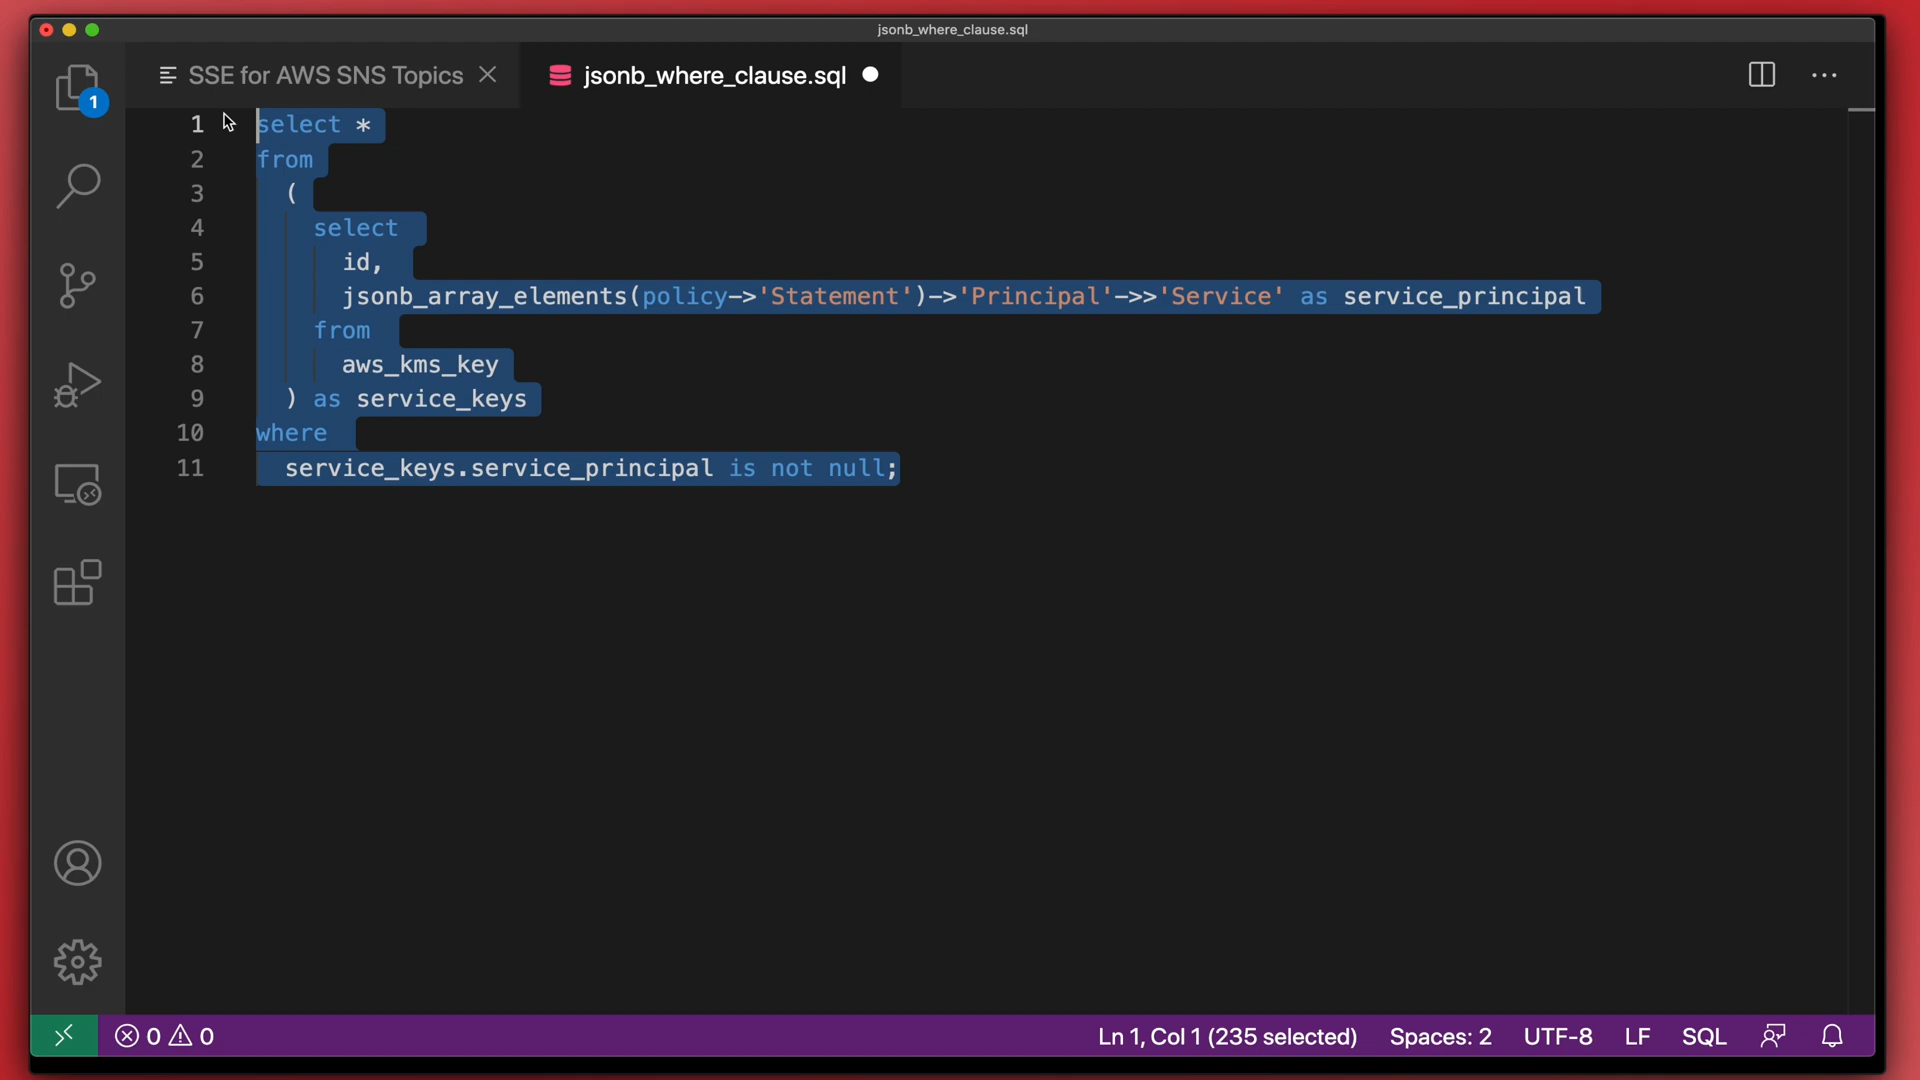 jsonb_where_clause.sql
SSE for AWS SNS Topics
jsonb_where_clause.sql
1
1 select *
2 from
3 (
4 select
5 id,
6 jsonb_array_elements(policy->'Statement')->'Principal'->>'Service' as service_principal
7 from
8 aws_kms_key
9 ) as service_keys
10 where
11 service_keys.service_principal is not null;
0 0 Ln 1, Col 1 (235 selected) Spaces: 2 UTF-8 LF SQL